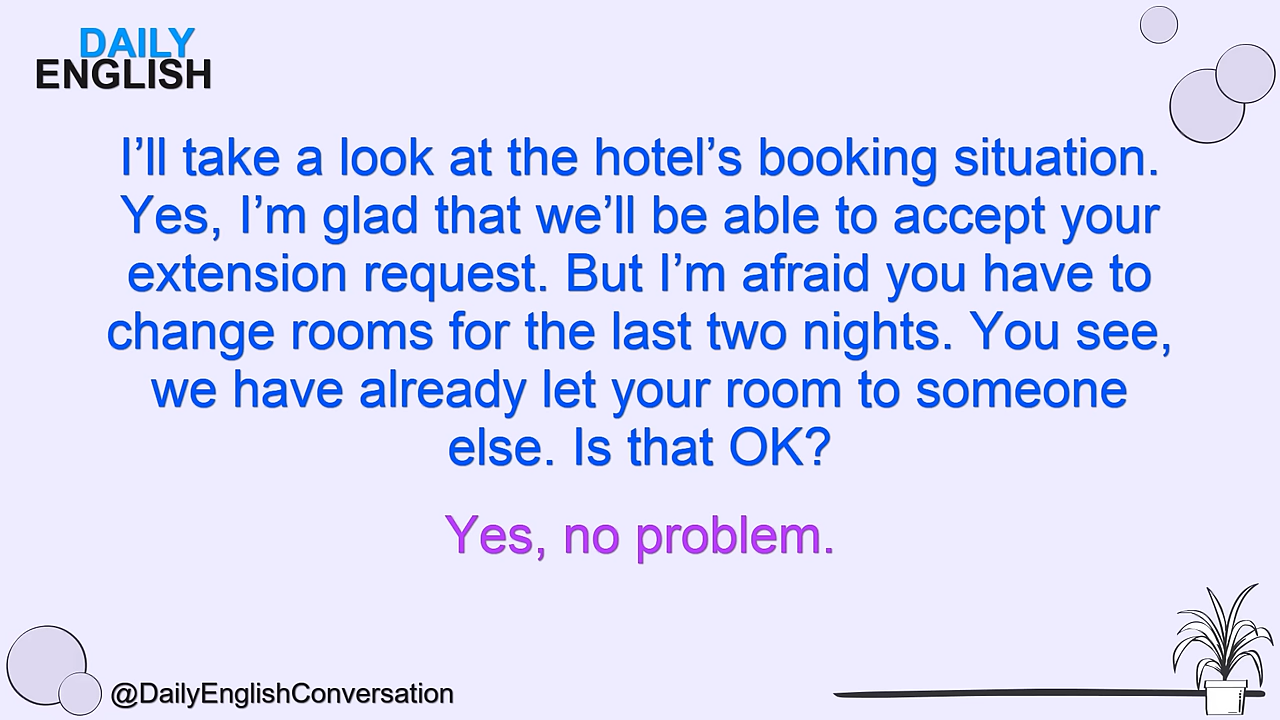 DAILY
ENGLISH
I’ll take a look at the hotel’s booking situation.
Yes, I’m glad that we’ll be able to accept your
extension request. But I’m afraid you have to
change rooms for the last two nights. You see,
we have already let your room to someone
else. Is that OK?
Yes, no problem.
@DailyEnglishConversation